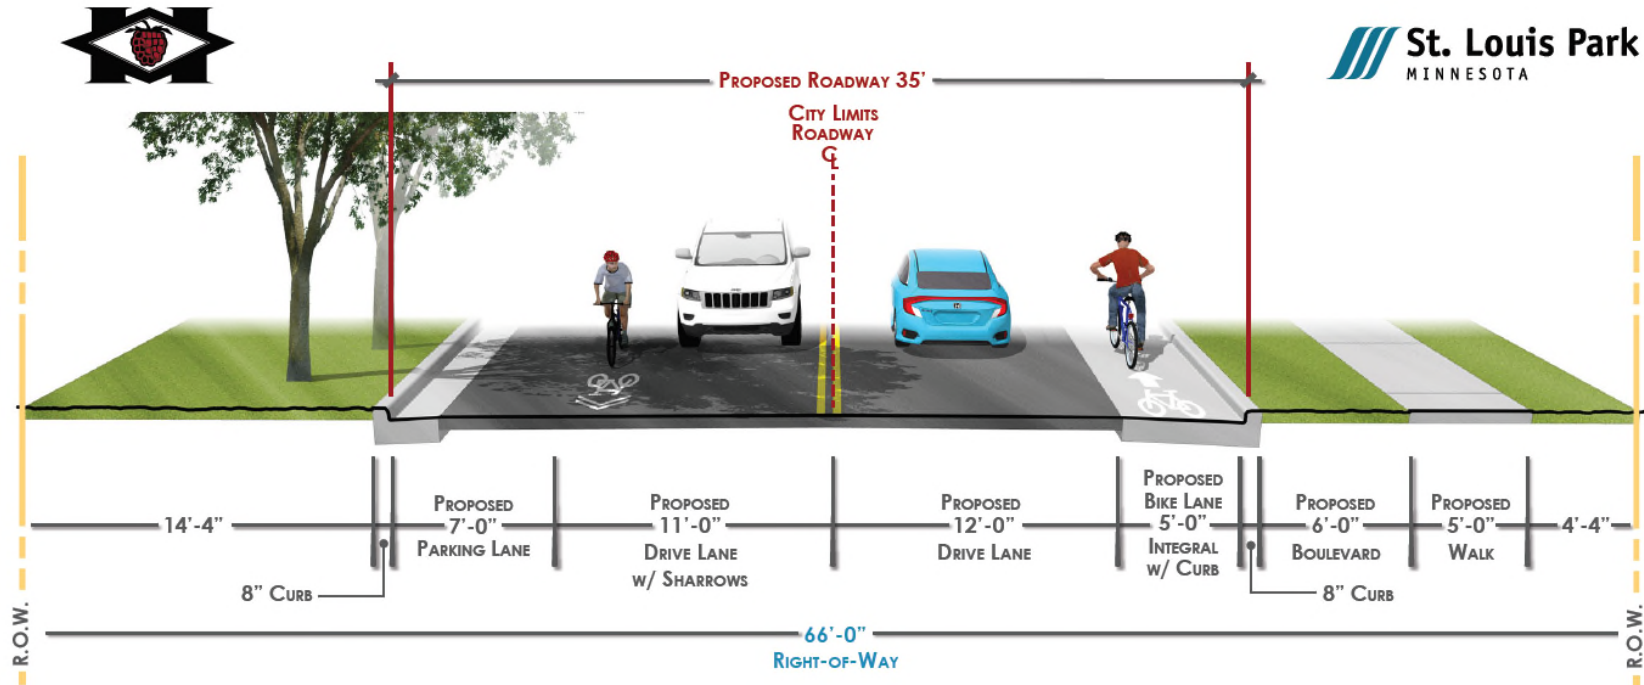 St. Louis Park
MINNESOTA
PROPOSED ROADWAY 35'
CITY LIMITS
ROADWAY
℄
PROPOSED
7'-0"
PARKING LANE
PROPOSED
11'-0"
DRIVE LANE
W/ SHARROWS
PROPOSED
12'-0"
DRIVE LANE
PROPOSED
BIKE LANE
5'-0"
INTEGRAL
W/ CURB
PROPOSED
6'-0"
BOULEVARD
PROPOSED
5'-0"
WALK
14'-4"
4'-4"
8" CURB
8" CURB
R.O.W.
66'-0"
RIGHT-OF-WAY
R.O.W.